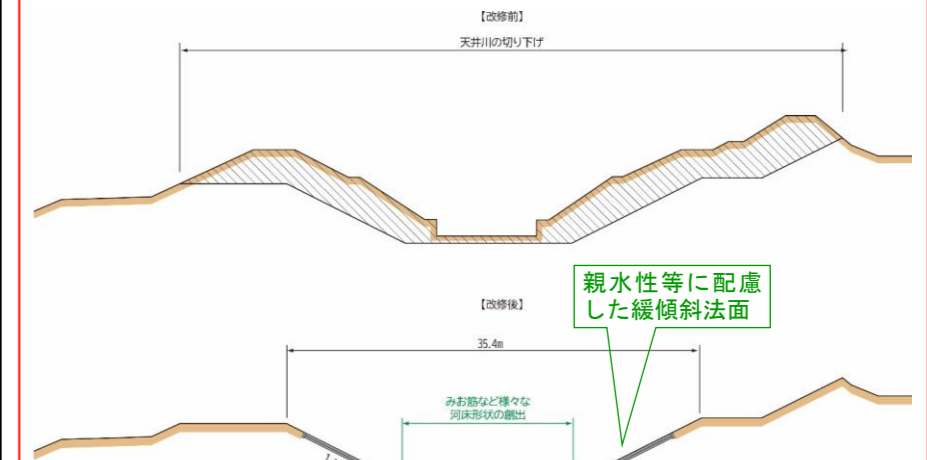 【改修前】
天井川の切り下げ
親水性等に配慮
した緩傾斜法面
【改修後】
35.4m
みお筋など様々な
河床形状の創出